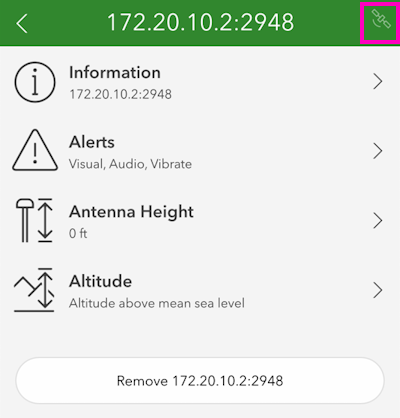 172.20.10.2:2948
Information
172.20.10.2:2948
Alerts
Visual, Audio, Vibrate
Antenna Height
0 ft
Altitude
Altitude above mean sea level
Remove 172.20.10.2:2948